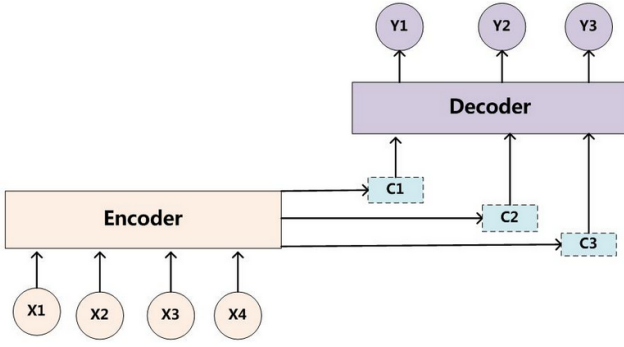 Y1 Y2 Y3
Decoder
C1
Encoder
C2
C3
X1 X2 X3 X4